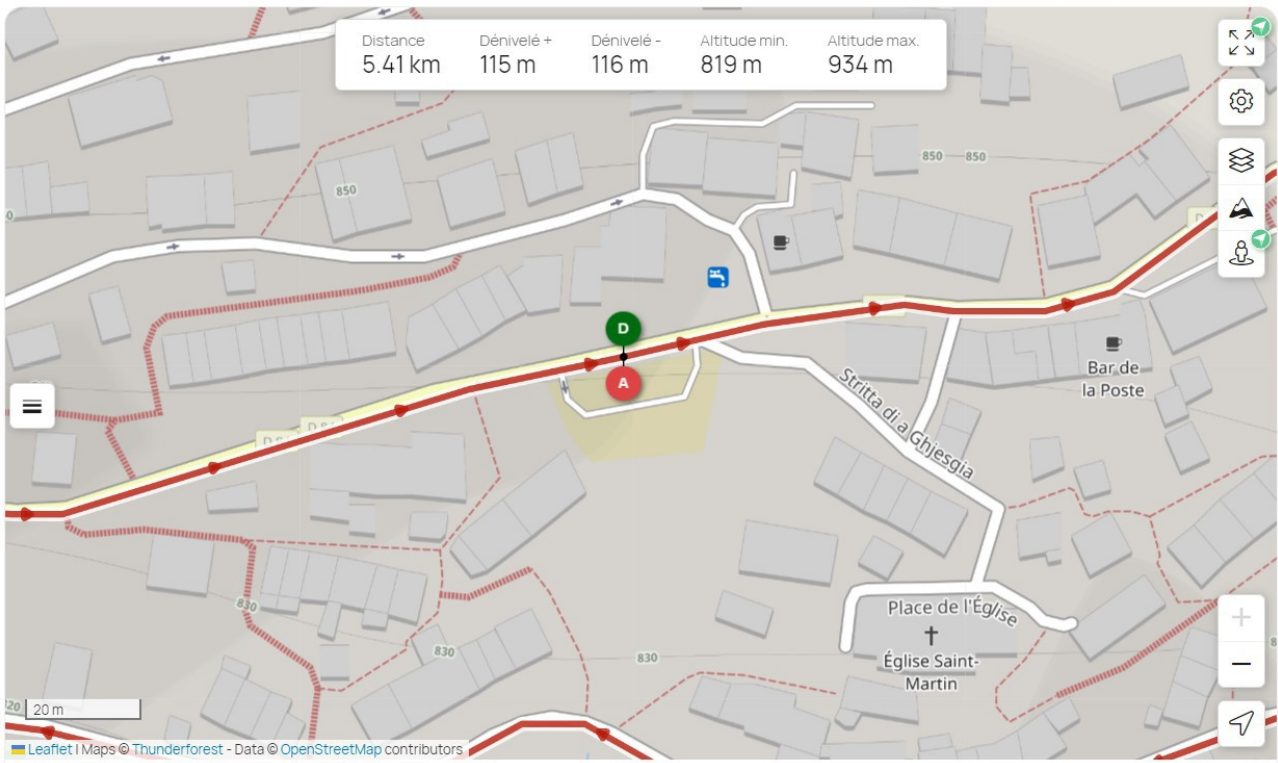 Distance
5.41 km
Dénivelé +
115 m
Dénivelé -
116 m
Altitude min.
819 m
Altitude max.
934 m
850
850 850
D
A
Bar de
la Poste
Stritta di a Ghjesgia
830
830
830
Place de l'Église
Église Saint-
Martin
20 m
Leaflet | Maps © Thunderforest - Data © OpenStreetMap contributors